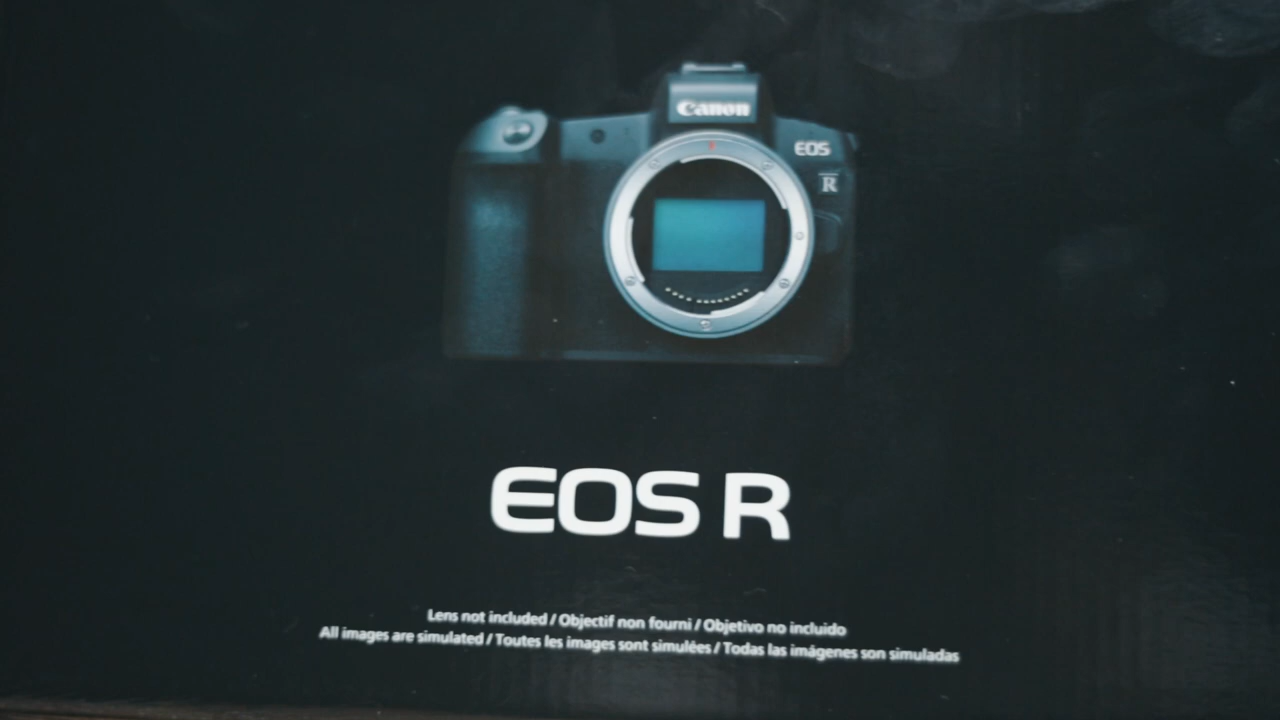 Canon
EOS
R
EOS R
Lens not included / Objectif non fourni / Objetivo no incluido
All images are simulated / Toutes les images sont simulées / Todas las imágenes son simuladas